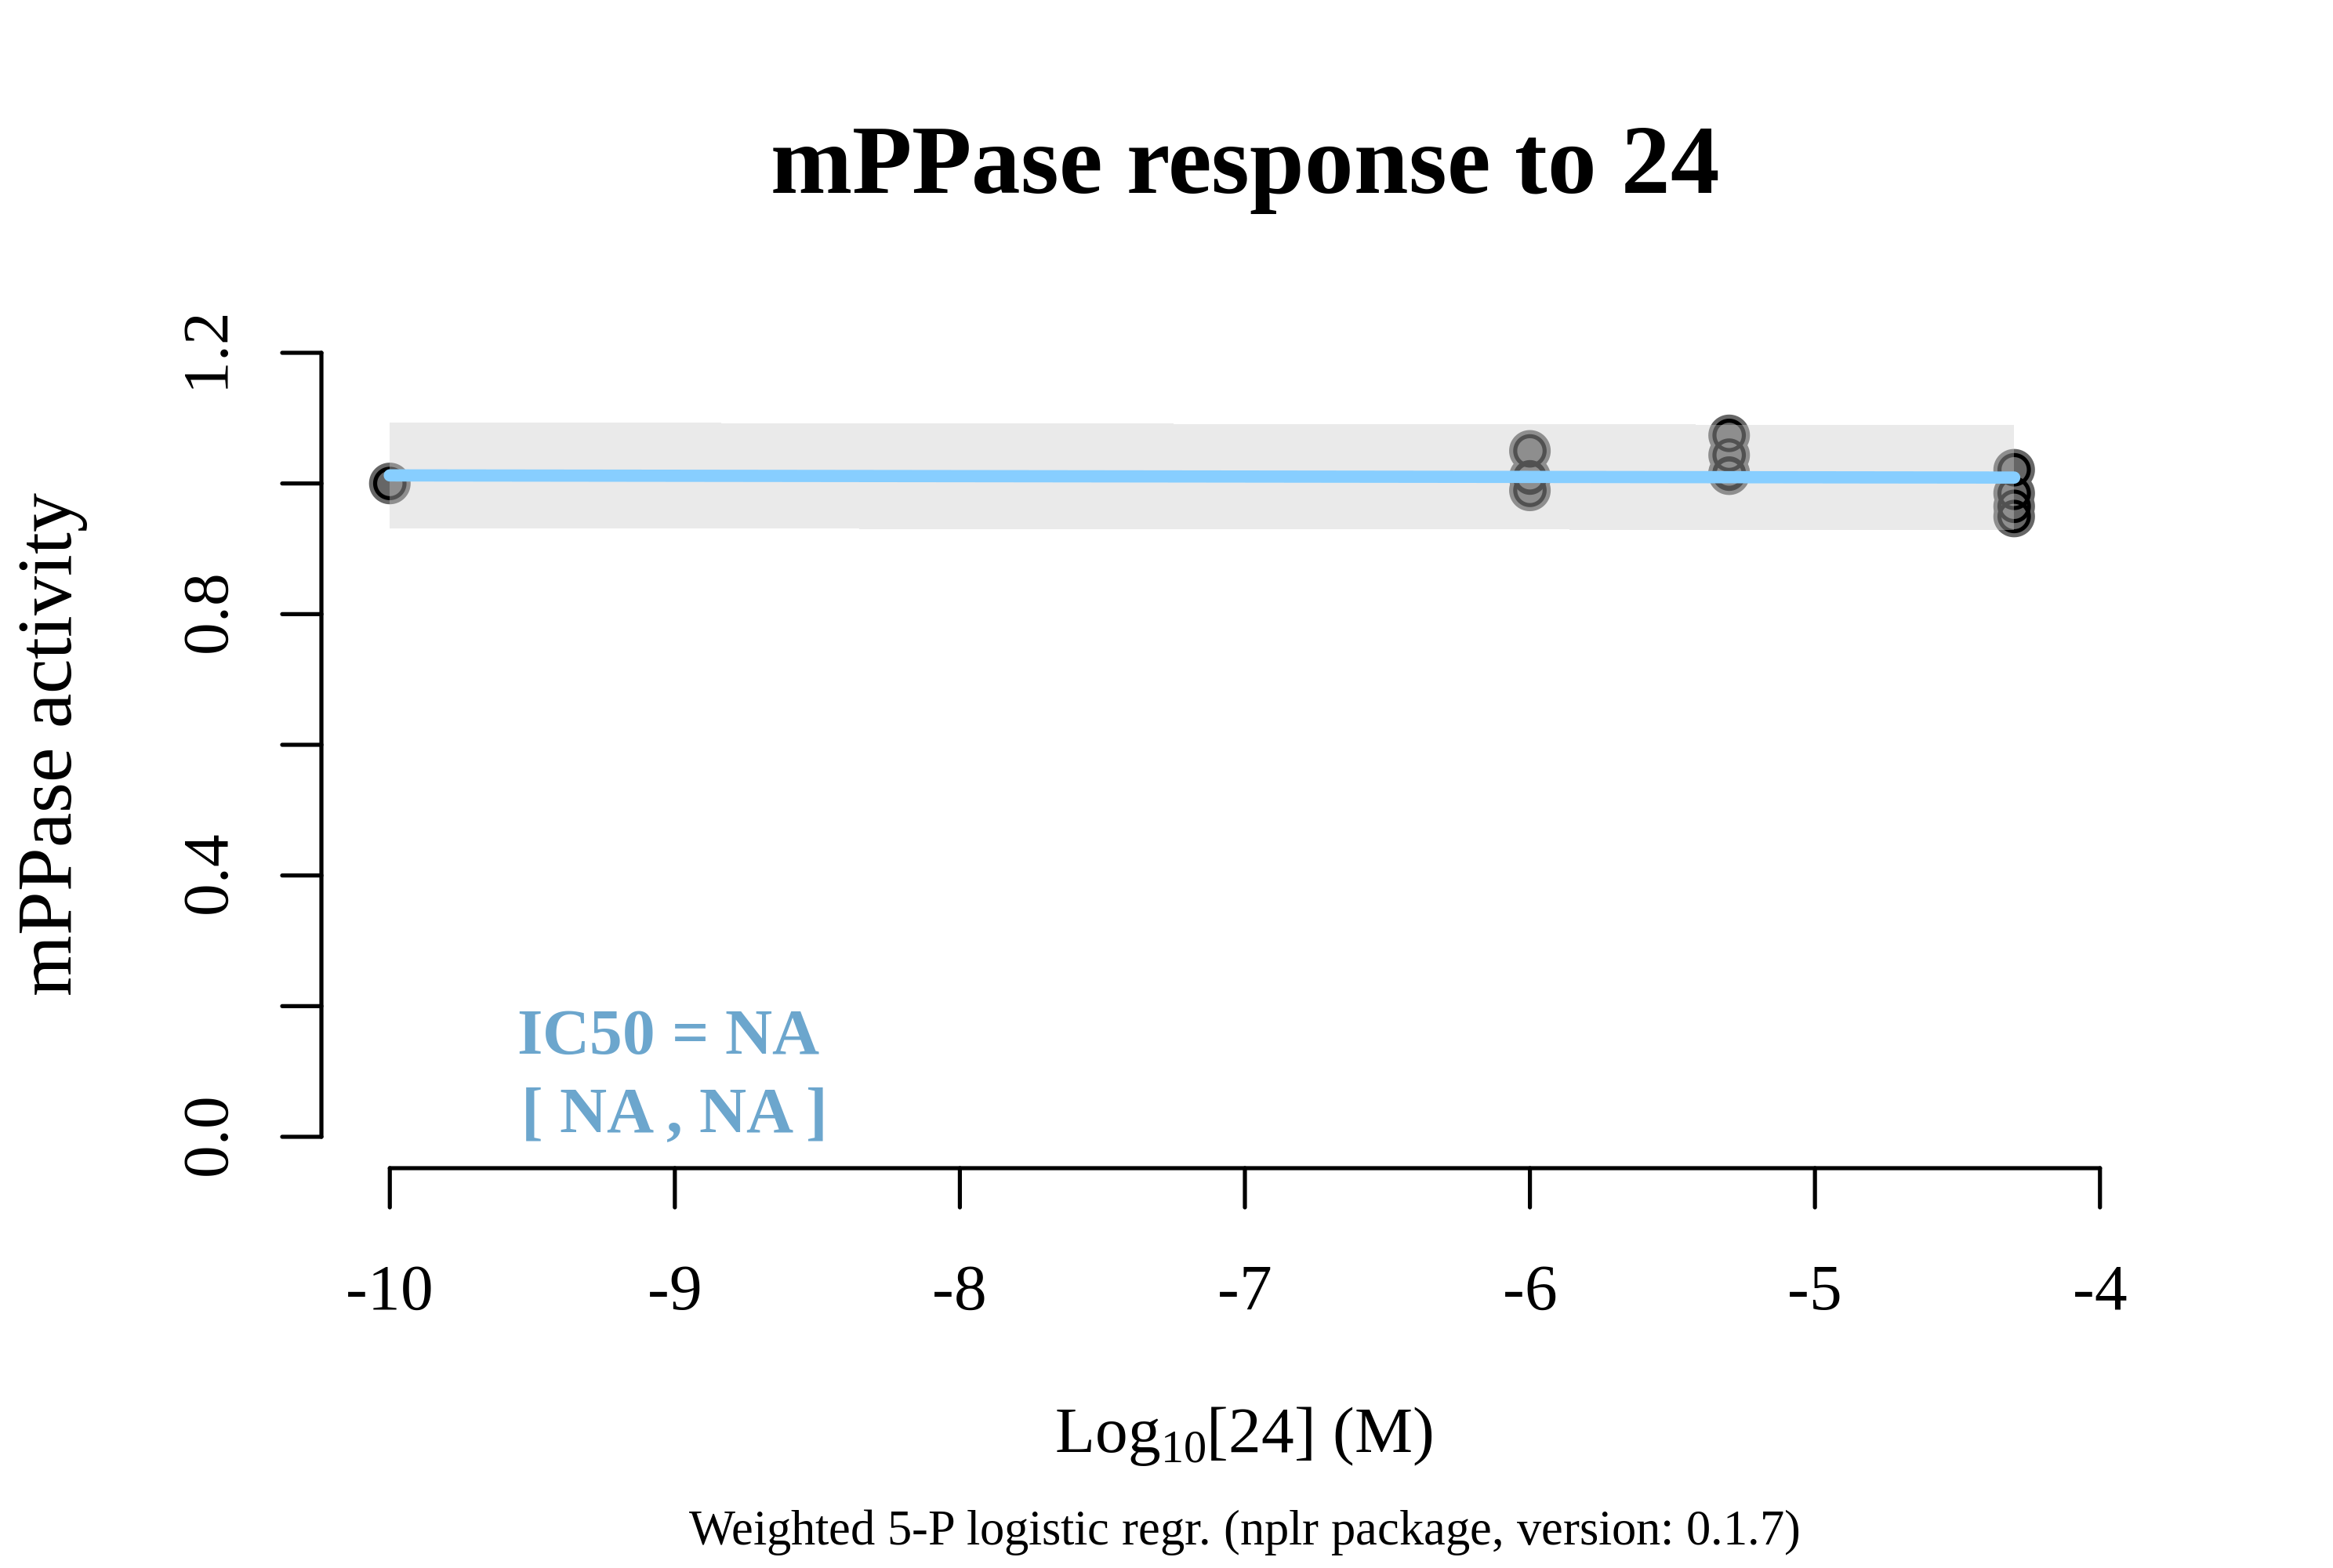 mPPase response to 24
mPPase activity
1.2
0.8
0.4
0.0
IC50 = NA
[ NA , NA ]
-10 -9 -8 -7 -6 -5 -4
Log10[24] (M)
Weighted 5-P logistic regr. (nplr package, version: 0.1.7)